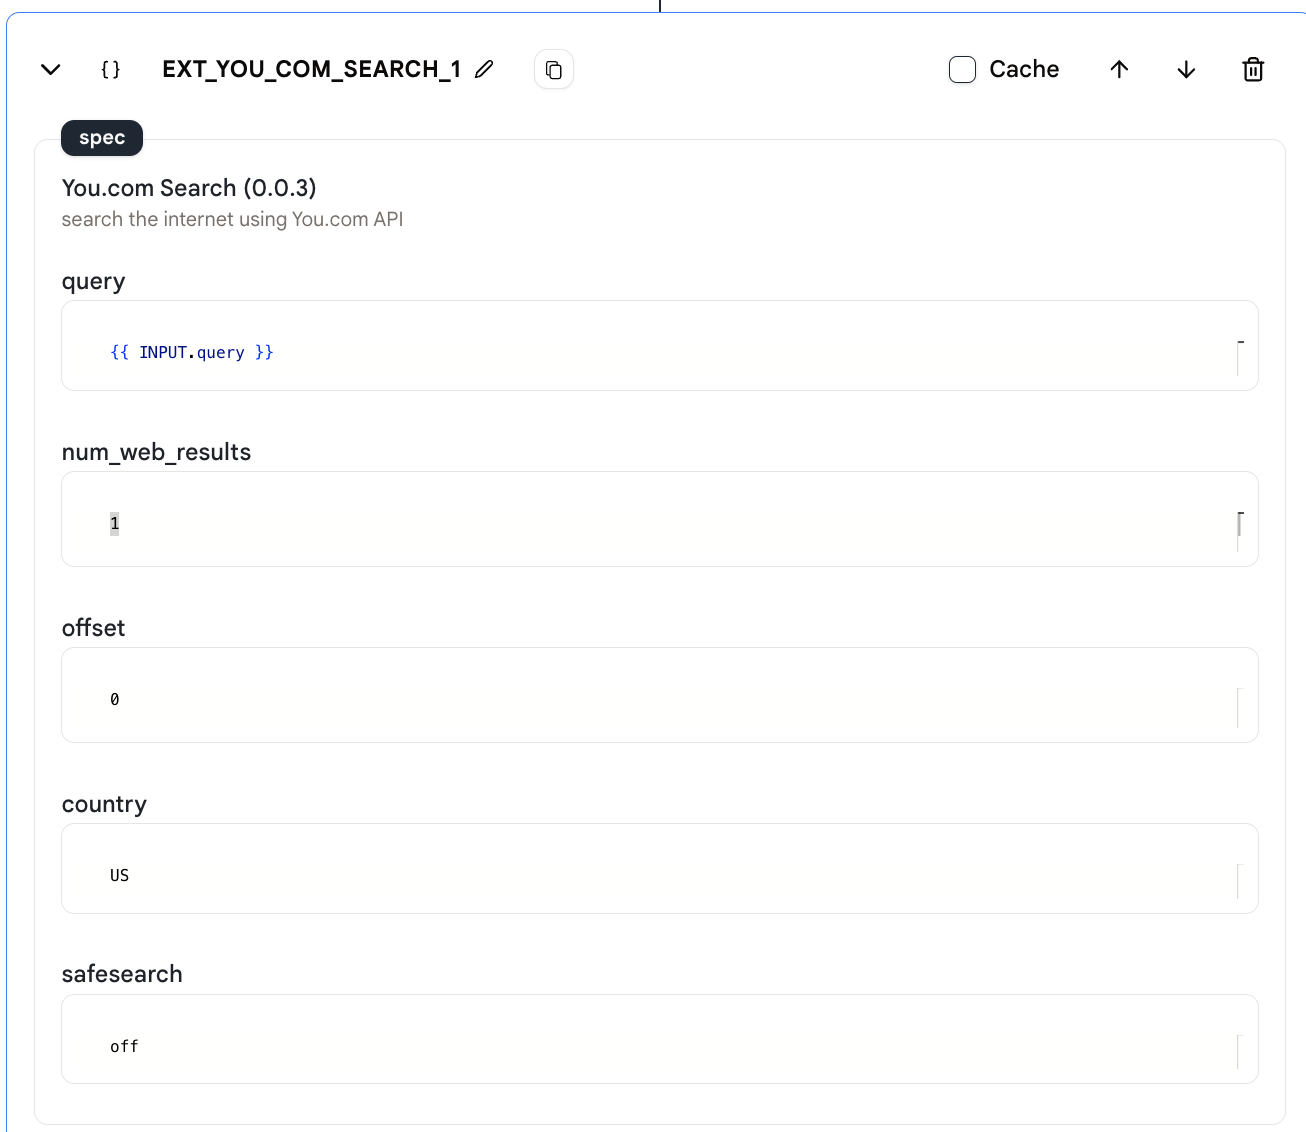 {} EXT_YOU_COM_SEARCH_1 Cache
spec
You.com Search (0.0.3)
search the internet using You.com API
query
{{ INPUT.query }}
num_web_results
1
offset
0
country
US
safesearch
off